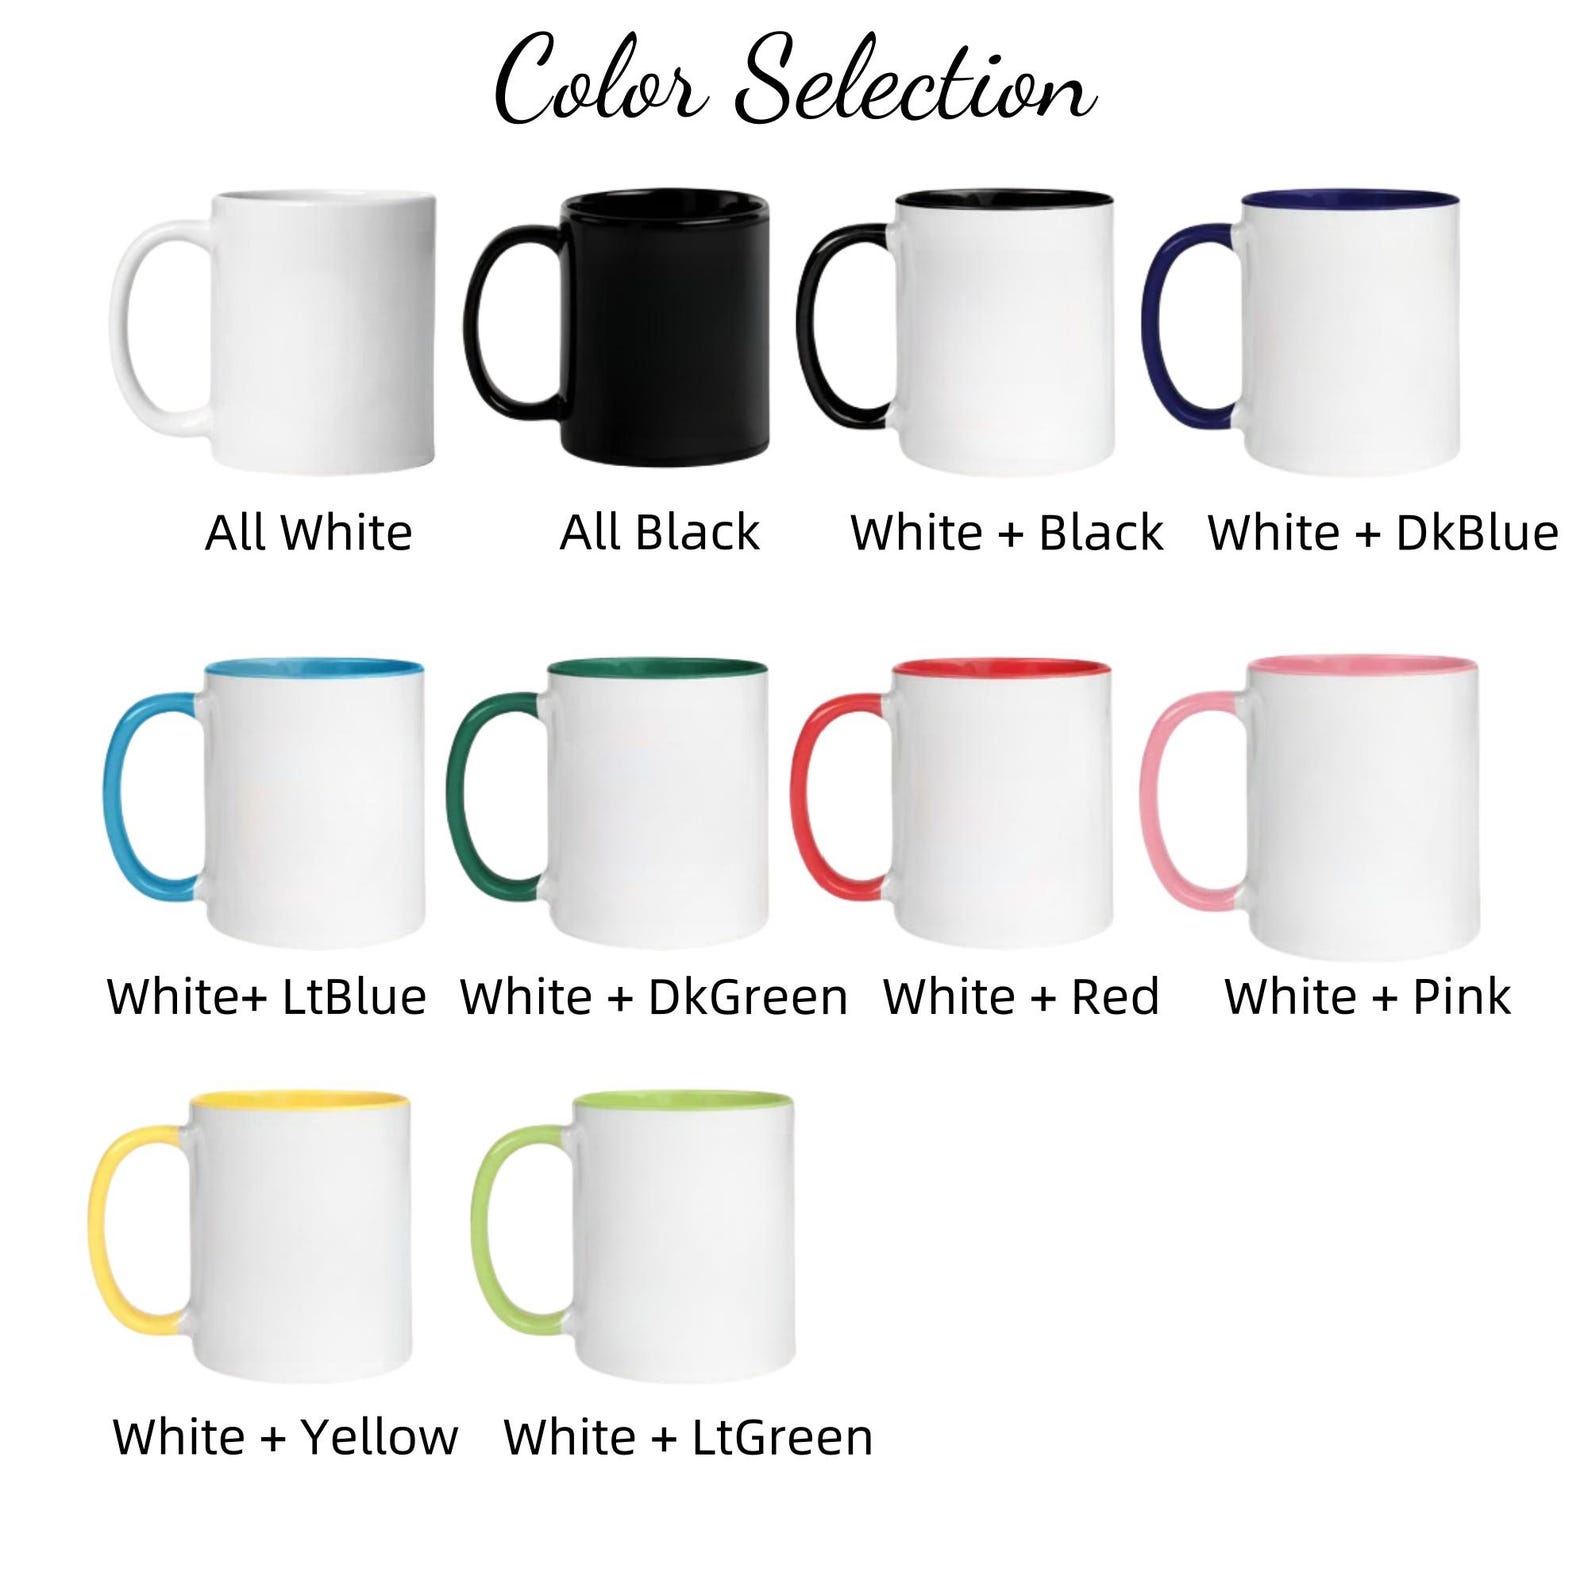 Color Selection
All White
All Black
White + Black
White + DkBlue
White+ LtBlue
White + DkGreen
White + Red
White + Pink
White + Yellow
White + LtGreen